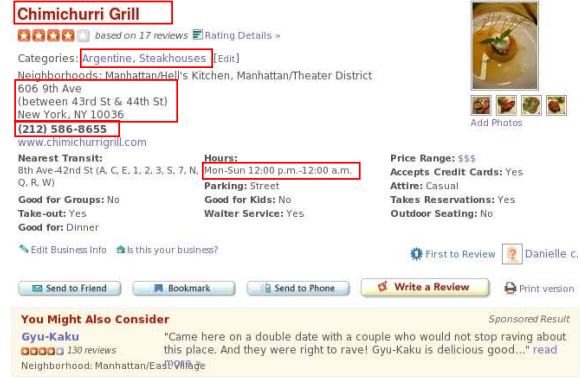 Chimichurri Grill
based on 17 reviews Rating Details »
Categories: Argentine, Steakhouses [Edit]
Neighborhoods: Manhattan/Hell's Kitchen, Manhattan/Theater District
606 9th Ave
(between 43rd St & 44th St)
New York, NY 10036
(212) 586-8655
www.chimichurrigrill.com
Add Photos
Nearest Transit:
8th Ave-42nd St (A, C, E, 1, 2, 3, S, 7, N,
Q, R, W)
Good for Groups: No
Take-out: Yes
Good for: Dinner
Hours:
Mon-Sun 12:00 p.m.-12:00 a.m.
Parking: Street
Good for Kids: No
Waiter Service: Yes
Price Range: $$$
Accepts Credit Cards: Yes
Attire: Casual
Takes Reservations: Yes
Outdoor Seating: No
Edit Business Info Is this your business?
First to Review Danielle c.
Send to Friend Bookmark Send to Phone Write a Review Print version
You Might Also Consider Sponsored Result
Gyu-Kaku
130 reviews
Neighborhood: Manhattan/East Village
"Came here on a double date with a couple who would not stop raving about
this place. And they were right to rave! Gyu-Kaku is delicious good..." read
more »